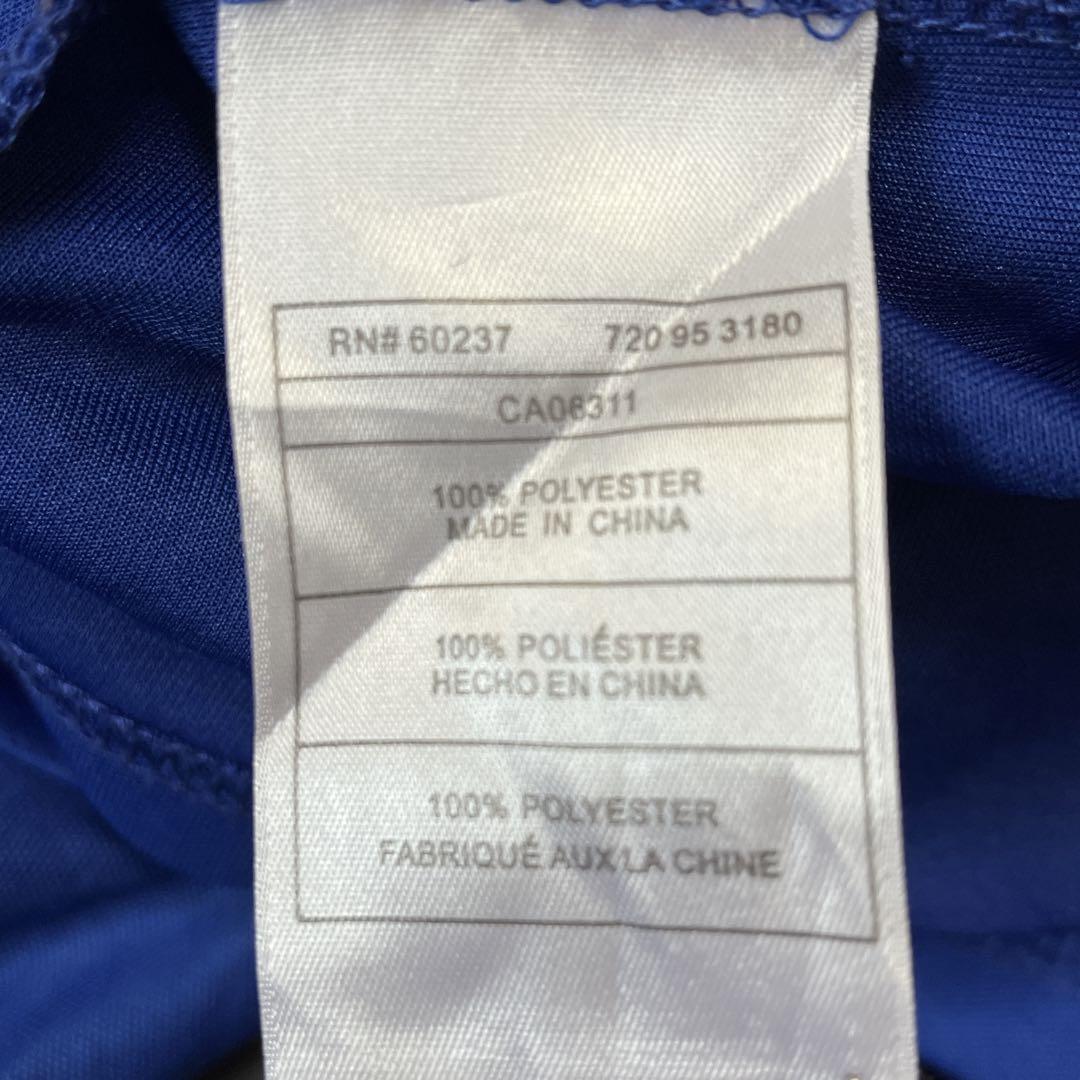 RN# 60237 720 95 3180
CA08311
100% POLYESTER
MADE IN CHINA
100% POLIÉSTER
HECHO EN CHINA
100% POLYESTER
FABRIQUÉ AUX LA CHINE